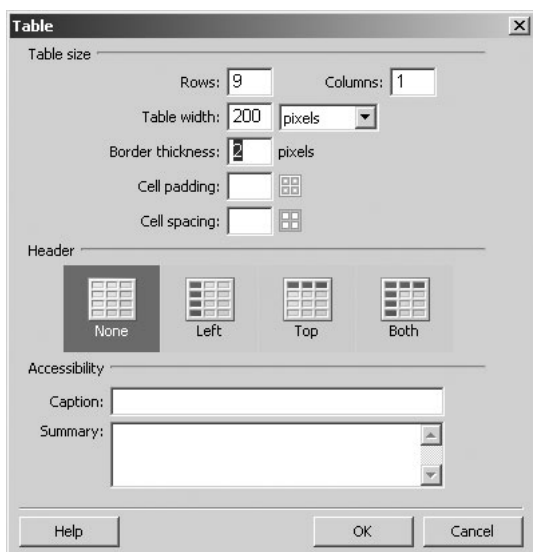 Table
Table size
Rows: 9 Columns: 1
Table width: 200 pixels
Border thickness: 2 pixels
Cell padding:
Cell spacing:
Header
None Left Top Both
Accessibility
Caption:
Summary:
Help OK Cancel